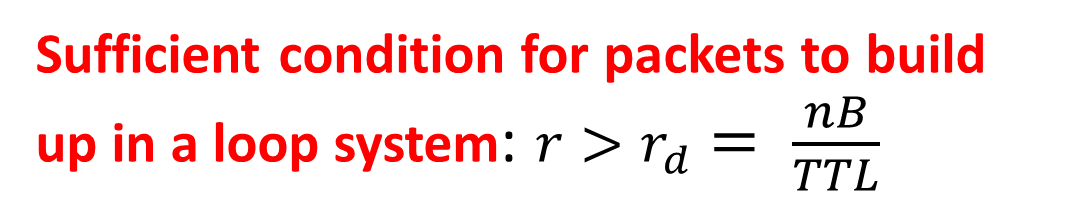 Sufficient condition for packets to build
up in a loop system: r > r_d = nB/TTL